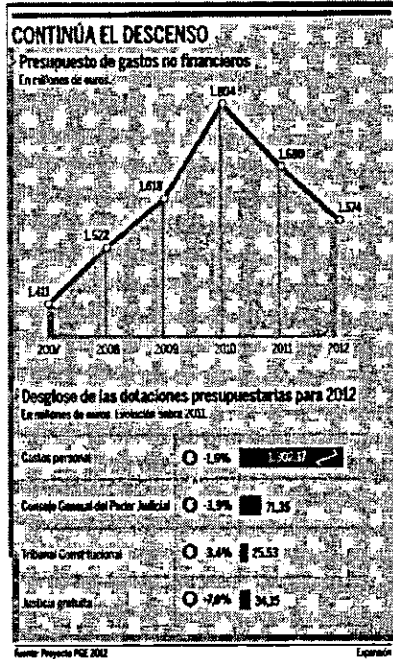 CONTINÚA EL DESCENSO
Presupuesto de gastos no financieros
En millones de euros.
1.804
1.680
1.618
1.574
1.522
1.411
2007 2008 2009 2010 2011 2012
Desglose de las dotaciones presupuestarias para 2012
En millones de euros. Evolución sobre 2011.
Gastos personal -1,6%
Consejo General del Poder Judicial -3,9% 71,35
Tribunal Constitucional -3,4% 25.53
Justicia gratuita -7,6% 34,35
Fuente: Proyecto PGE 2012 Expansión